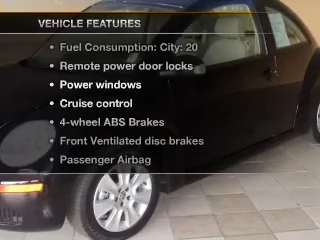 VEHICLE FEATURES
• Fuel Consumption: City: 20
• Remote power door locks
• Power windows
• Cruise control
• 4-wheel ABS Brakes
• Front Ventilated disc brakes
• Passenger Airbag